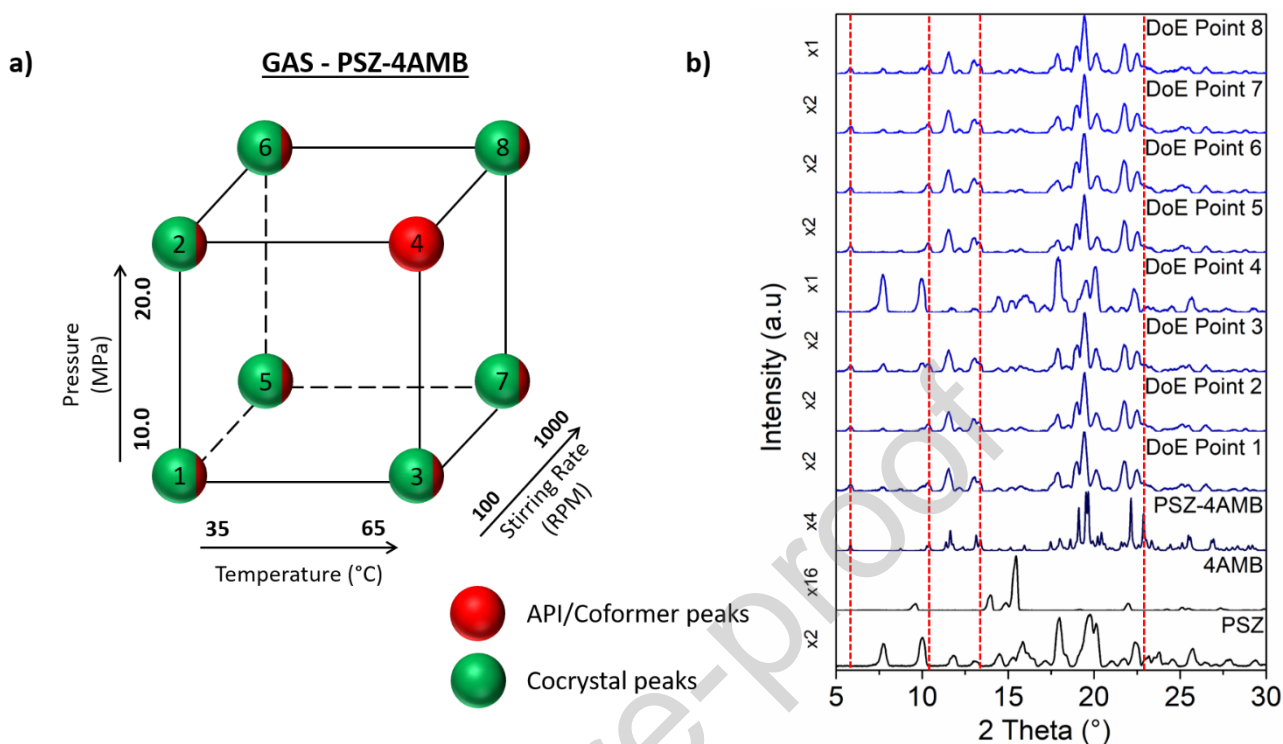 a)
GAS - PSZ-4AMB
6
8
2
4
5
7
1
3
Pressure
(MPa)
10.0
20.0
35
65
Temperature (°C)
100
1000
Stirring Rate
(RPM)
API/Coformer peaks
Cocrystal peaks
b)
x1
DoE Point 8
x2
DoE Point 7
x2
DoE Point 6
x2
DoE Point 5
x1
DoE Point 4
x2
DoE Point 3
x2
DoE Point 2
x2
DoE Point 1
x4
PSZ-4AMB
x16
4AMB
x2
PSZ
Intensity (a.u)
5
10
15
20
25
30
2 Theta (°)
re-proof